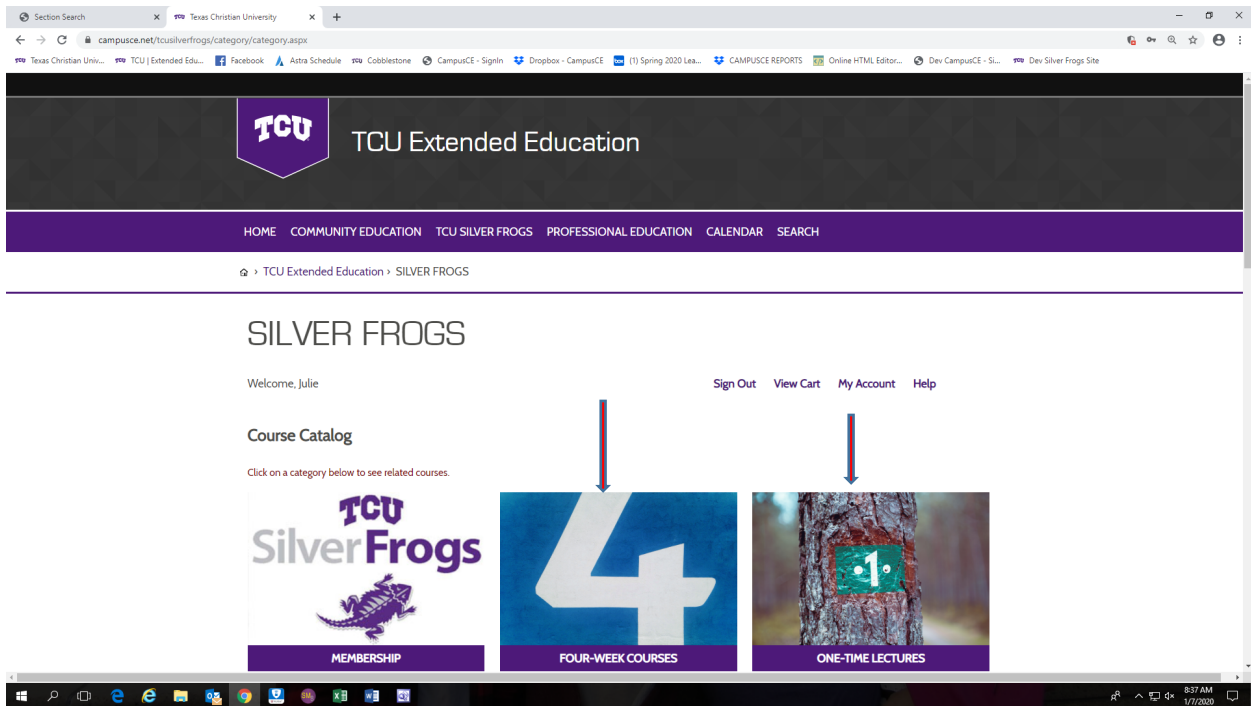 Section Search
Texas Christian University
campusce.net/tcusilverfrogs/category/category.aspx
TCU Texas Christian Univ... TCU TCU | Extended Edu... Facebook Astra Schedule TCU Cobblestone CampusCE - SignIn Dropbox - CampusCE box (1) Spring 2020 Lea... CAMPUSCE REPORTS Online HTML Editor... Dev CampusCE - Si... TCU Dev Silver Frogs Site
TCU
TCU Extended Education
HOME COMMUNITY EDUCATION TCU SILVER FROGS PROFESSIONAL EDUCATION CALENDAR SEARCH
› TCU Extended Education › SILVER FROGS
SILVER FROGS
Welcome, Julie Sign Out View Cart My Account Help
Course Catalog
Click on a category below to see related courses.
TCU
SilverFrogs
4
1
MEMBERSHIP FOUR-WEEK COURSES ONE-TIME LECTURES
8:37 AM
1/7/2020